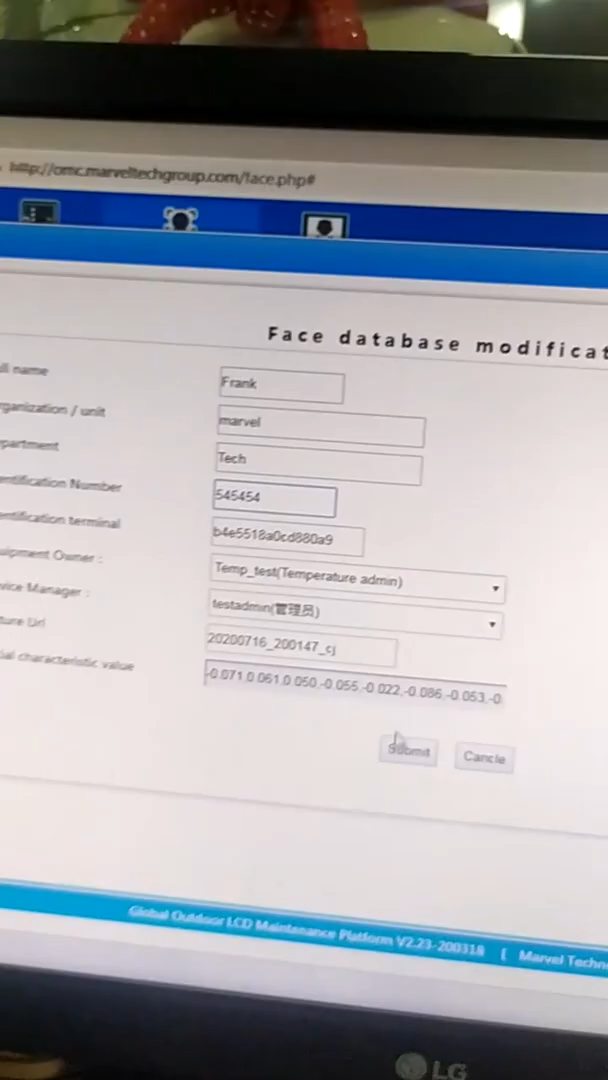 http://omc.marveltechgroup.com/face.php#
Face database modificat
ll name
Frank
rganization / unit
marvel
partment
Tech
entification Number
545454
entification terminal
b4e5518a0cd880a9
uipment Owner :
Temp_test(Temperature admin)
vice Manager :
testadmin(管理员)
ture Url
20200716_200147_cj
ial characteristic value
-0.071,0.061,0.050,-0.055,-0.022,-0.086,-0.053,-0
Submit
Cancle
Global Outdoor LCD Maintenance Platform V2.23-200318 [ Marvel Techno
LG